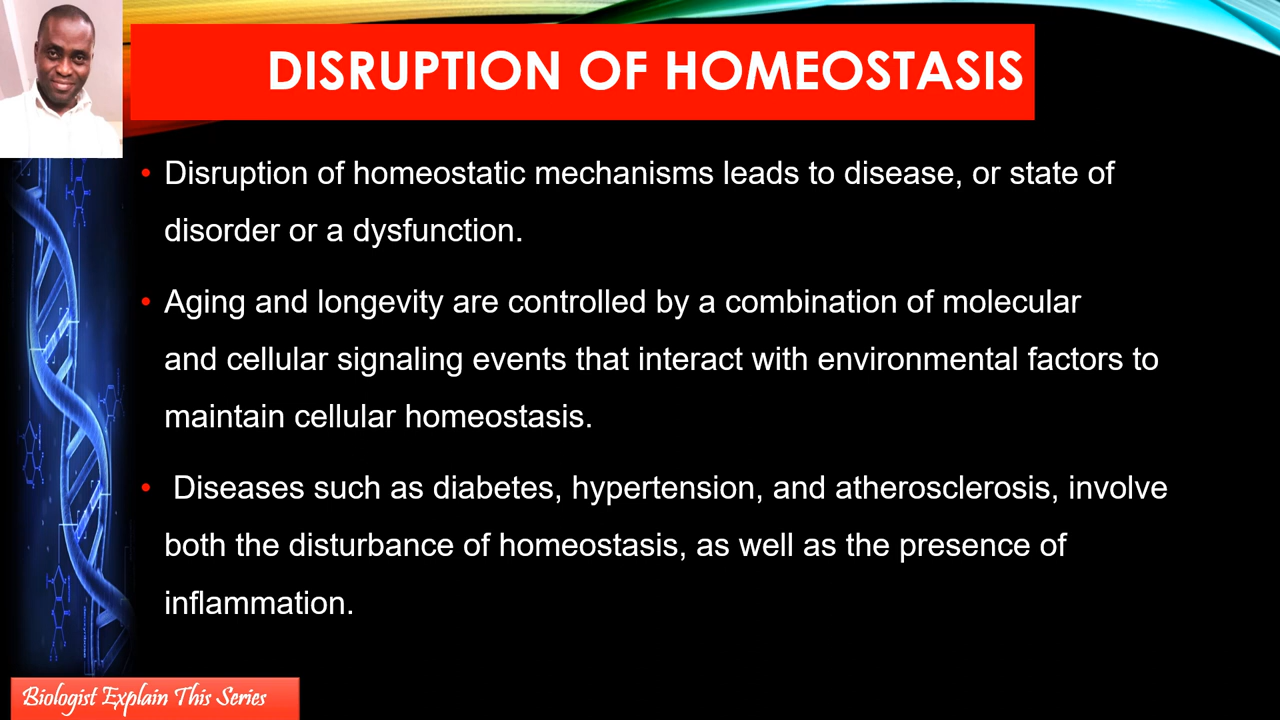 DISRUPTION OF HOMEOSTASIS
• Disruption of homeostatic mechanisms leads to disease, or state of
disorder or a dysfunction.
• Aging and longevity are controlled by a combination of molecular
and cellular signaling events that interact with environmental factors to
maintain cellular homeostasis.
• Diseases such as diabetes, hypertension, and atherosclerosis, involve
both the disturbance of homeostasis, as well as the presence of
inflammation.
Biologist Explain This Series